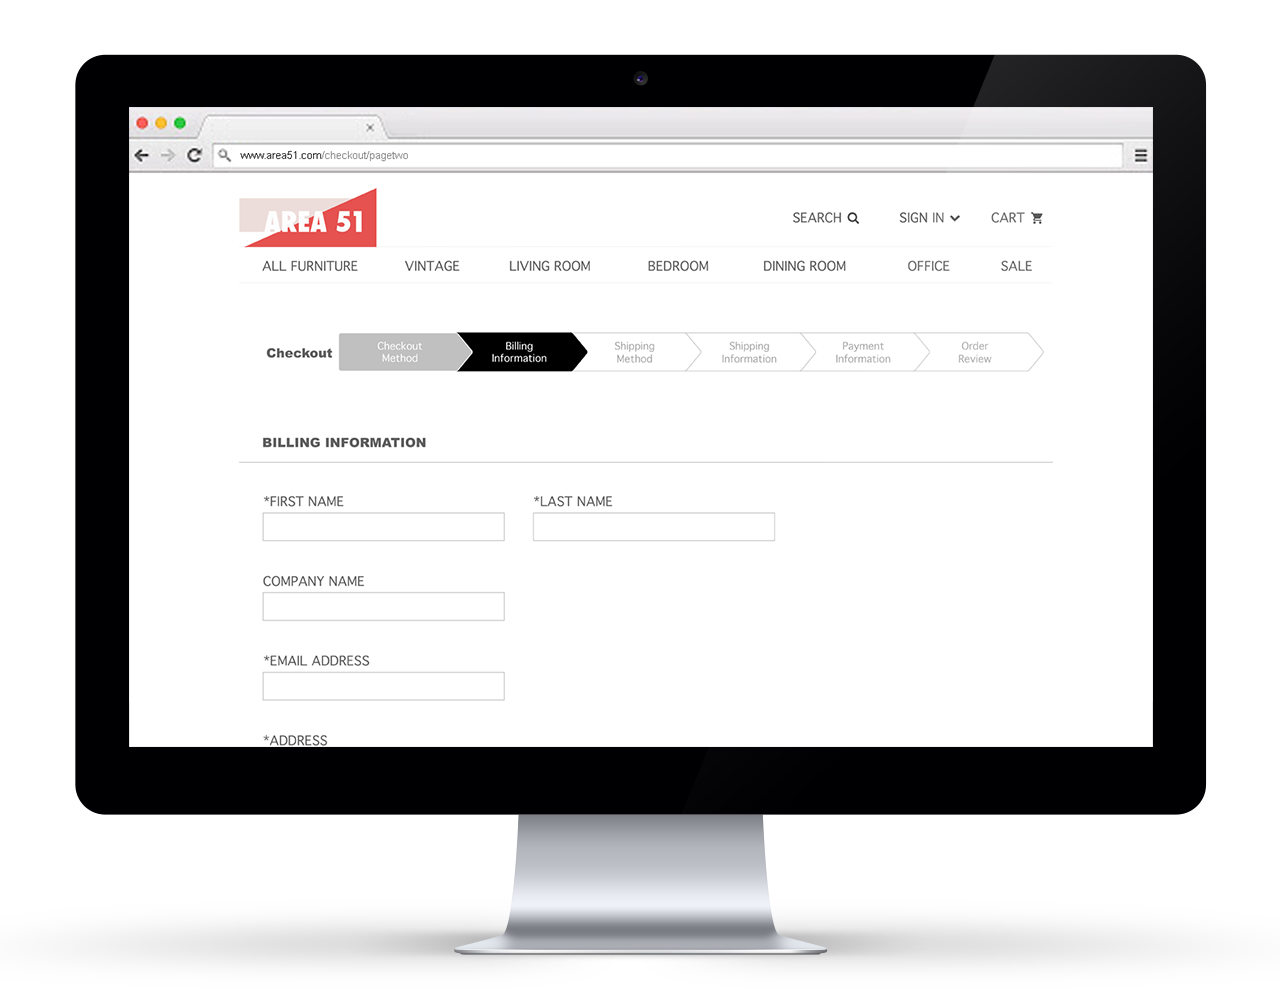 www.area51.com/checkout/pagetwo
AREA 51
SEARCH
SIGN IN
CART
ALL FURNITURE
VINTAGE
LIVING ROOM
BEDROOM
DINING ROOM
OFFICE
SALE
Checkout
Checkout
Method
Billing
Information
Shipping
Method
Shipping
Information
Payment
Information
Order
Review
BILLING INFORMATION
*FIRST NAME
*LAST NAME
COMPANY NAME
*EMAIL ADDRESS
*ADDRESS